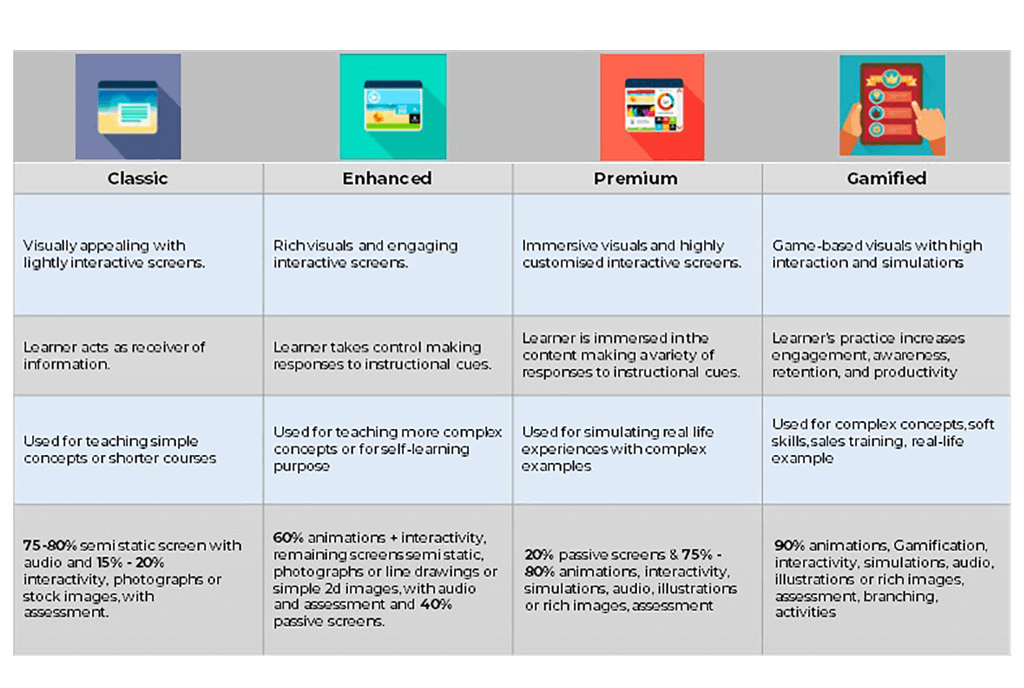 Classic
Enhanced
Premium
Gamified
Visually appealing with
lightly interactive screens.
Rich visuals and engaging
interactive screens.
Immersive visuals and highly
customised interactive screens.
Game-based visuals with high
interaction and simulations
Learner acts as receiver of
information.
Learner takes control making
responses to instructional cues.
Learner is immersed in the
content making a variety of
responses to instructional cues.
Learner's practice increases
engagement, awareness,
retention, and productivity
Used for teaching simple
concepts or shorter courses
Used for teaching more complex
concepts or for self-learning
purpose
Used for simulating real life
experiences with complex
examples
Used for complex concepts, soft
skills, sales training, real-life
example
75-80% semi static screen with
audio and 15% - 20%
interactivity, photographs or
stock images, with
assessment.
60% animations + interactivity,
remaining screens semi static,
photographs or line drawings or
simple 2d images, with audio
and assessment and 40%
passive screens.
20% passive screens & 75% -
80% animations, interactivity,
simulations, audio, illustrations
or rich images, assessment
90% animations, Gamification,
interactivity, simulations, audio,
illustrations or rich images,
assessment, branching,
activities